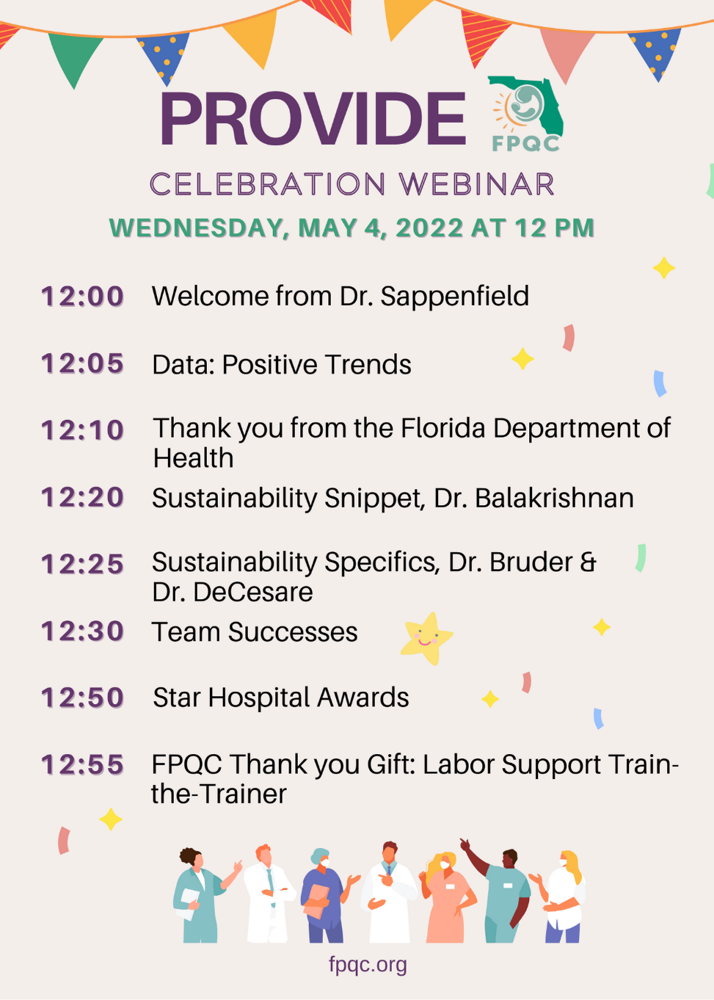 PROVIDE
FPQC
CELEBRATION WEBINAR
WEDNESDAY, MAY 4, 2022 AT 12 PM
12:00 Welcome from Dr. Sappenfield
12:05 Data: Positive Trends
12:10 Thank you from the Florida Department of
Health
12:20 Sustainability Snippet, Dr. Balakrishnan
12:25 Sustainability Specifics, Dr. Bruder &
Dr. DeCesare
12:30 Team Successes
12:50 Star Hospital Awards
12:55 FPQC Thank you Gift: Labor Support Train-
the-Trainer
fpqc.org